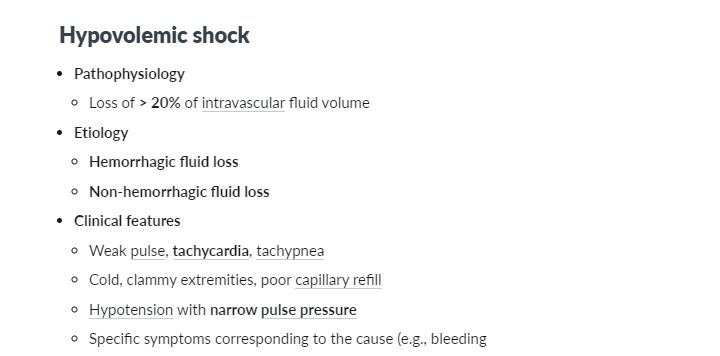 Hypovolemic shock
Pathophysiology
Loss of > 20% of intravascular fluid volume
Etiology
Hemorrhagic fluid loss
Non-hemorrhagic fluid loss
Clinical features
Weak pulse, tachycardia, tachypnea
Cold, clammy extremities, poor capillary refill
Hypotension with narrow pulse pressure
Specific symptoms corresponding to the cause (e.g., bleeding